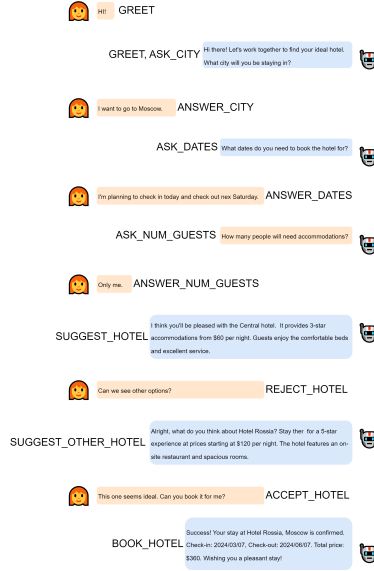 Hi! GREET
GREET, ASK_CITY Hi there! Let's work together to find your ideal hotel.
What city will you be staying in?
I want to go to Moscow. ANSWER_CITY
ASK_DATES What dates do you need to book the hotel for?
I'm planning to check in today and check out nex Saturday. ANSWER_DATES
ASK_NUM_GUESTS How many people will need accommodations?
Only me. ANSWER_NUM_GUESTS
I think you'll be pleased with the Central hotel. It provides 3-star
SUGGEST_HOTEL accommodations from $60 per night. Guests enjoy the comfortable beds
and excellent service.
Can we see other options? REJECT_HOTEL
Alright, what do you think about Hotel Rossia? Stay ther for a 5-star
SUGGEST_OTHER_HOTEL experience at prices starting at $120 per night. The hotel features an on-
site restaurant and spacious rooms.
This one seems ideal. Can you book it for me? ACCEPT_HOTEL
Success! Your stay at Hotel Rossia, Moscow is confirmed.
BOOK_HOTEL Check-in: 2024/03/07, Check-out: 2024/06/07. Total price:
$360. Wishing you a pleasant stay!